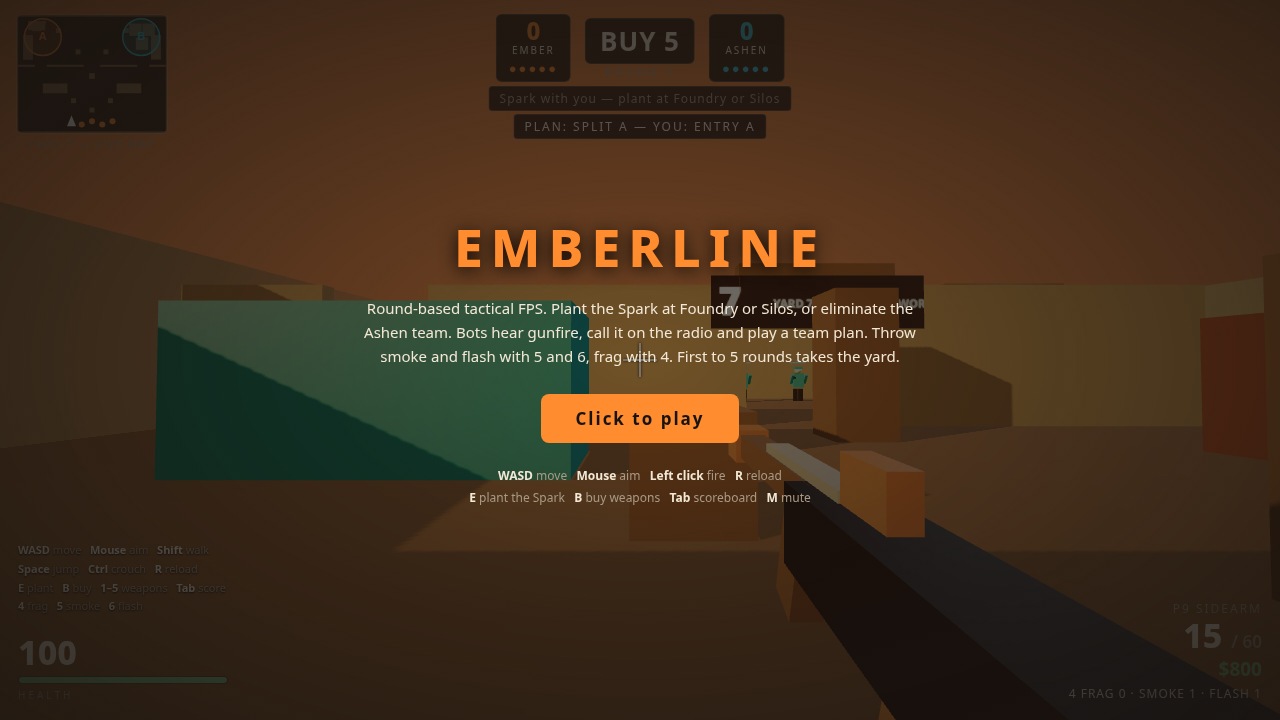 A
B
0
EMBER
BUY 5
0
ASHEN
Spark with you — plant at Foundry or Silos
PLAN: SPLIT A — YOU: ENTRY A
EMBERLINE
7 YARD 7 WOR
Round-based tactical FPS. Plant the Spark at Foundry or Silos, or eliminate the
Ashen team. Bots hear gunfire, call it on the radio and play a team plan. Throw
smoke and flash with 5 and 6, frag with 4. First to 5 rounds takes the yard.
Click to play
WASD move Mouse aim Left click fire R reload
E plant the Spark B buy weapons Tab scoreboard M mute
WASD move Mouse aim Shift walk
Space jump Ctrl crouch R reload
E plant B buy 1–5 weapons Tab score
4 frag 5 smoke 6 flash
100
HEALTH
P9 SIDEARM
15 / 60
$800
4 FRAG 0 · SMOKE 1 · FLASH 1